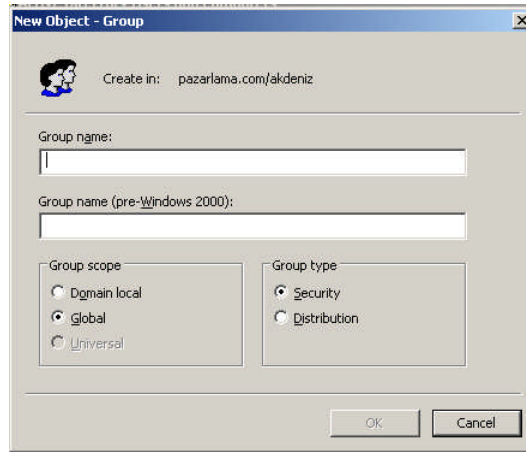 New Object - Group
Create in: pazarlama.com/akdeniz
Group name:
Group name (pre-Windows 2000):
Group scope
Domain local
Global
Universal
Group type
Security
Distribution
OK
Cancel